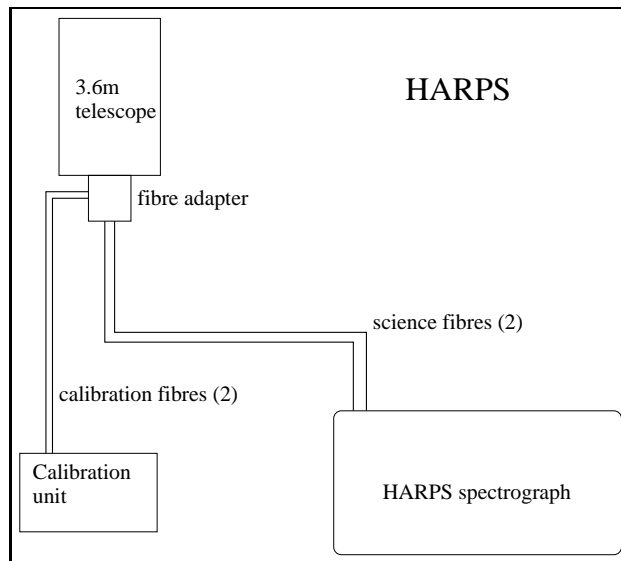 3.6m
telescope
HARPS
fibre adapter
science fibres (2)
calibration fibres (2)
Calibration
unit
HARPS spectrograph